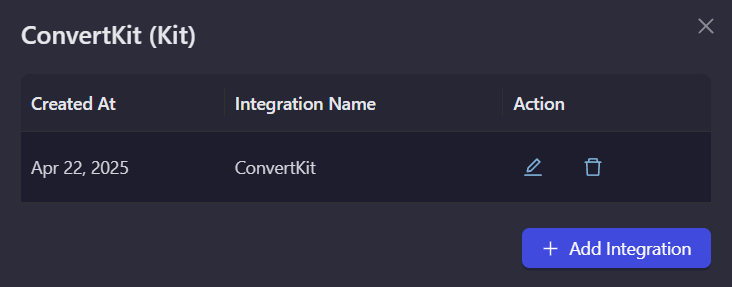 ConvertKit (Kit)
Created At Integration Name Action
Apr 22, 2025 ConvertKit
Add Integration